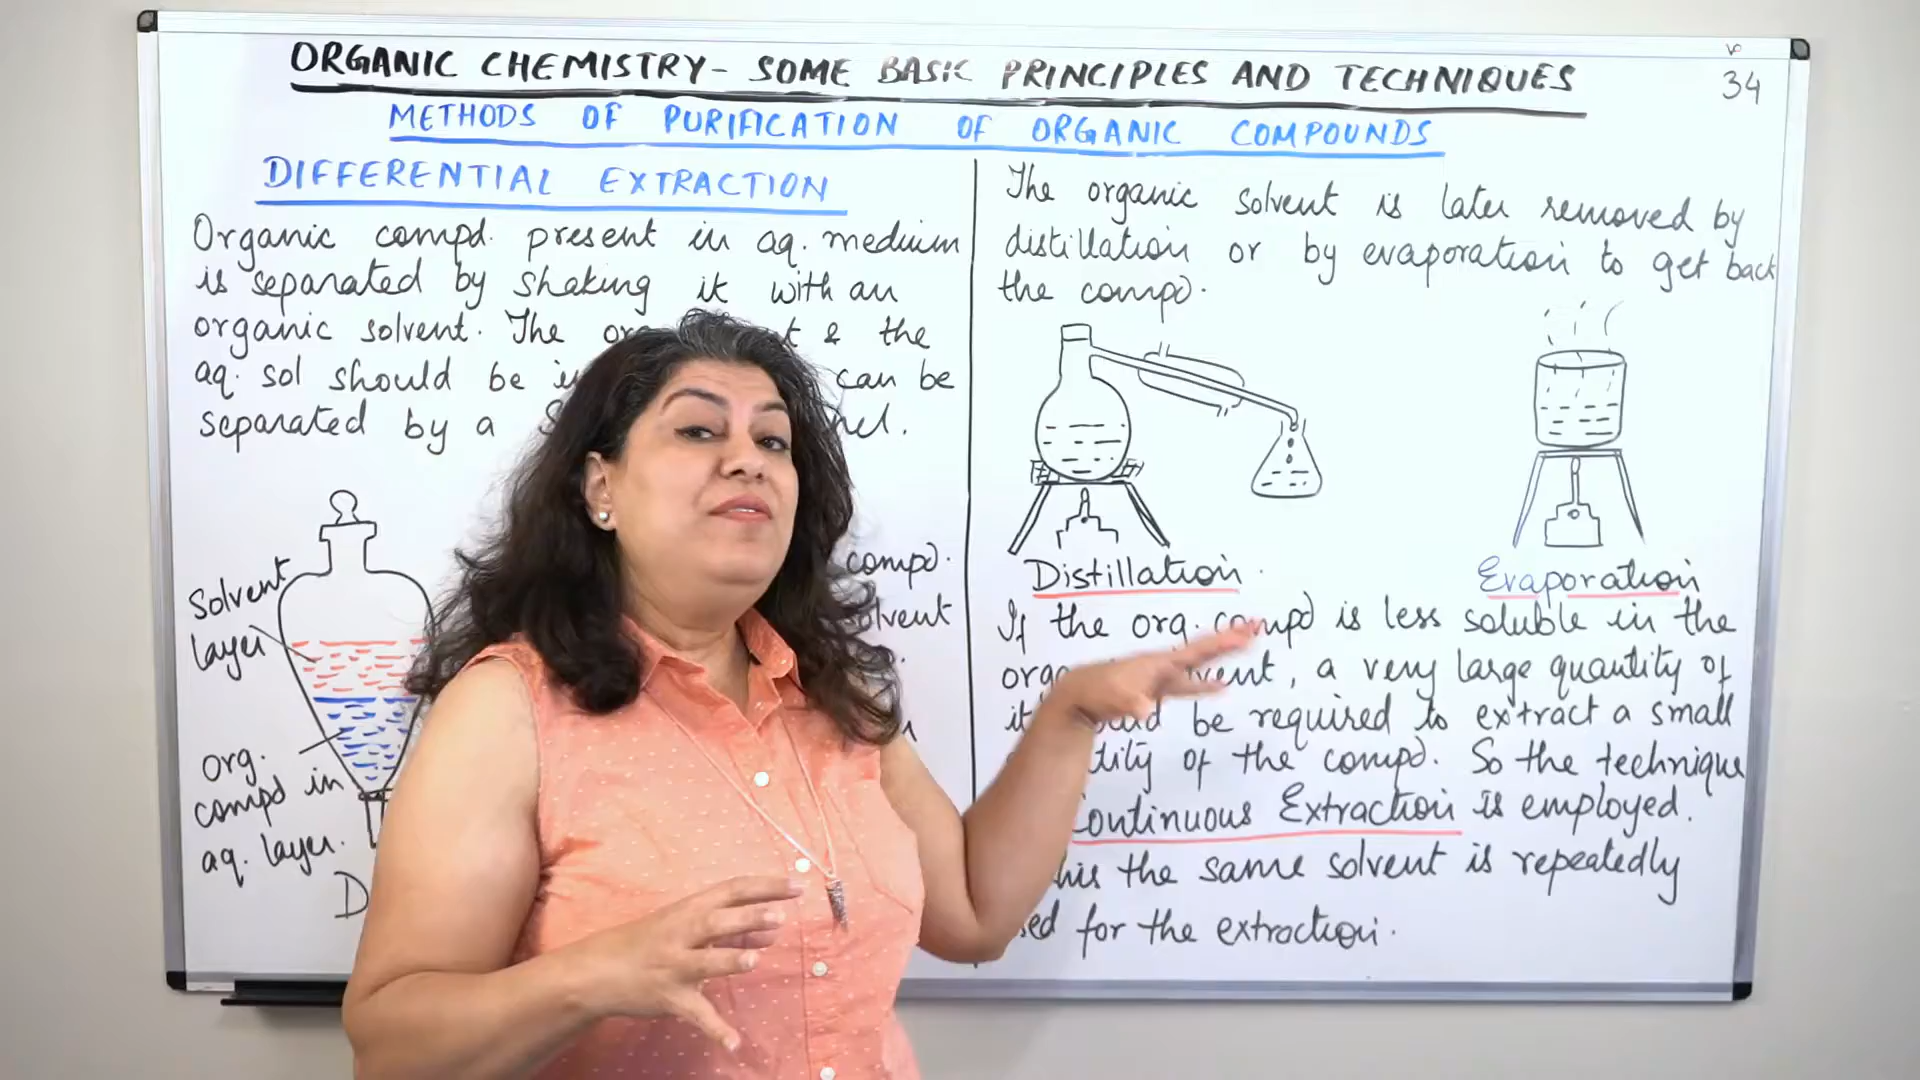 ORGANIC CHEMISTRY- SOME BASIC PRINCIPLES AND TECHNIQUES
34
METHODS OF PURIFICATION OF ORGANIC COMPOUNDS
DIFFERENTIAL EXTRACTION
Organic compd. present in aq. medium
is separated by shaking it with an
organic solvent. The & the
aq. sol should be can be
separated by a
compd.
solvent
Solvent
layer
org.
compd in
aq. layer.
The organic solvent is later removed by
distillation or by evaporation to get back
the compd.
Distillation.
Evaporation
If the org. compd is less soluble in the
, a very large quantity of
it be required to extract a small
of the compd. So the technique
Continuous Extraction is employed.
the same solvent is repeatedly
for the extraction.